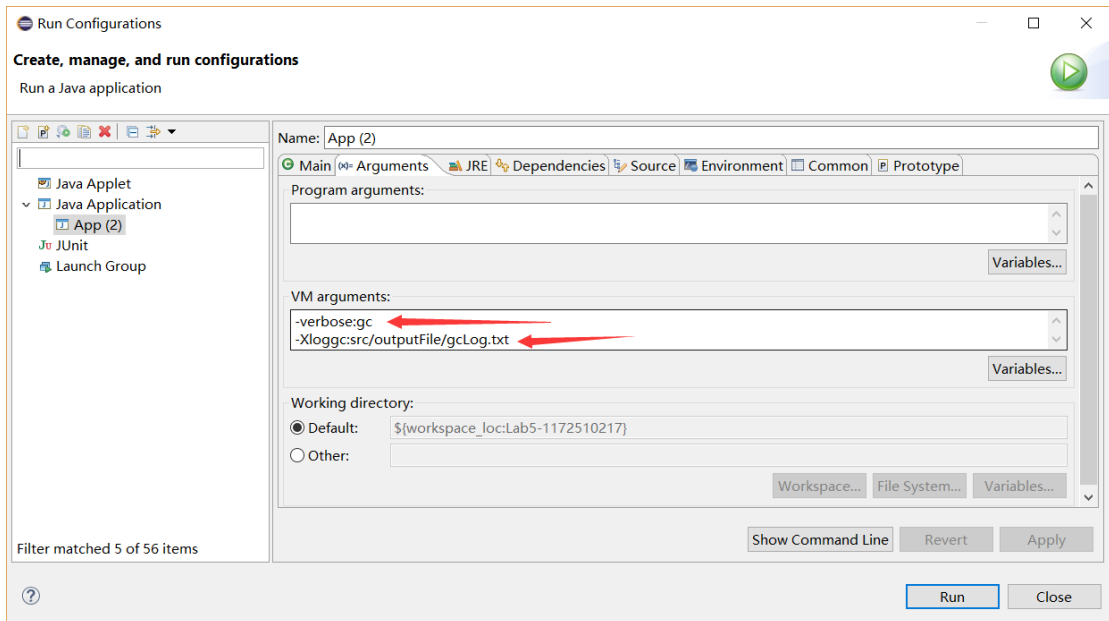 Run Configurations
Create, manage, and run configurations
Run a Java application
Name: App (2)
Main (x)= Arguments JRE Dependencies Source Environment Common P Prototype
Java Applet
Java Application
App (2)
Ju JUnit
Launch Group
Filter matched 5 of 56 items
Program arguments:
Variables...
VM arguments:
-verbose:gc
-Xloggc:src/outputFile/gcLog.txt
Variables...
Working directory:
Default: ${workspace_loc:Lab5-1172510217}
Other:
Workspace... File System... Variables...
Show Command Line Revert Apply
? Run Close